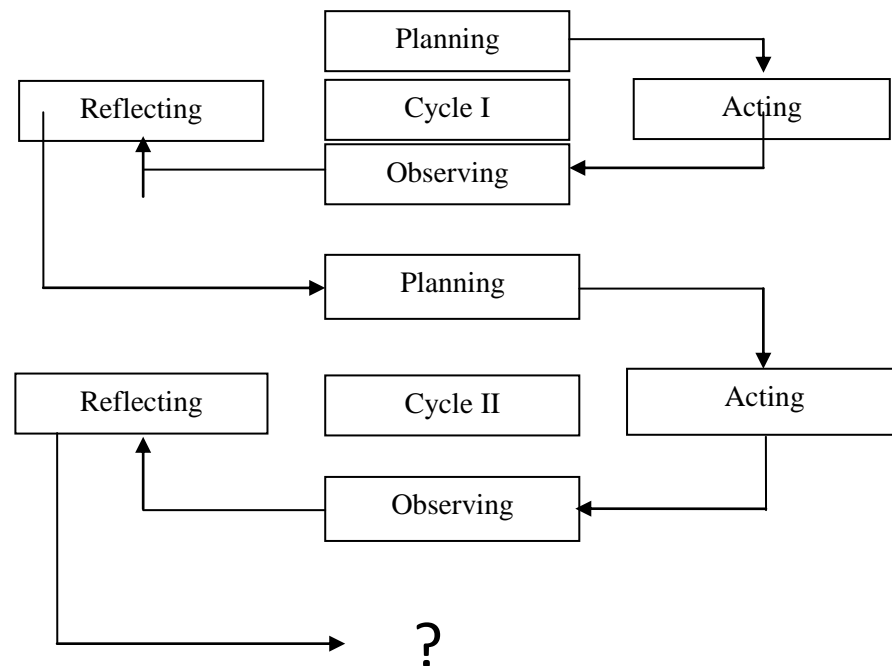 Planning
Reflecting
Cycle I
Acting
Observing
Planning
Reflecting
Cycle II
Acting
Observing
?